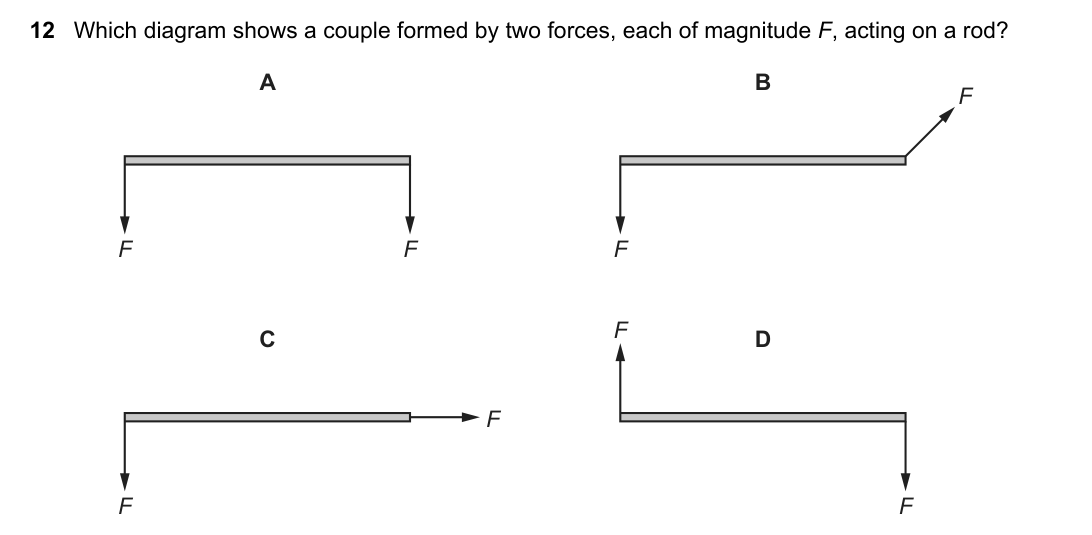 12 Which diagram shows a couple formed by two forces, each of magnitude F, acting on a rod?
A
B
F
F
F
F
C
D
F
F
F
F